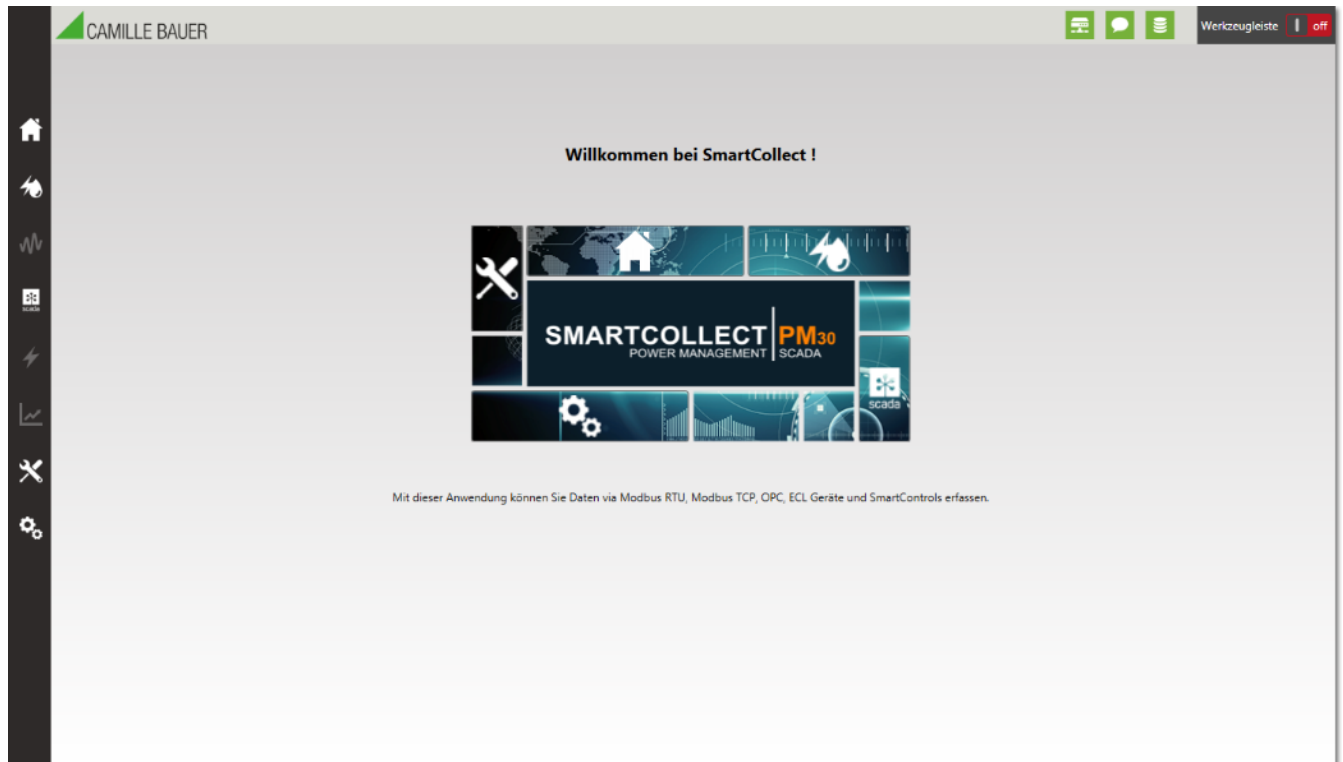 CAMILLE BAUER
Werkzeugleiste off
Willkommen bei SmartCollect !
SMARTCOLLECT PM30
POWER MANAGEMENT SCADA
scada
scada
Mit dieser Anwendung können Sie Daten via Modbus RTU, Modbus TCP, OPC, ECL Geräte und SmartControls erfassen.